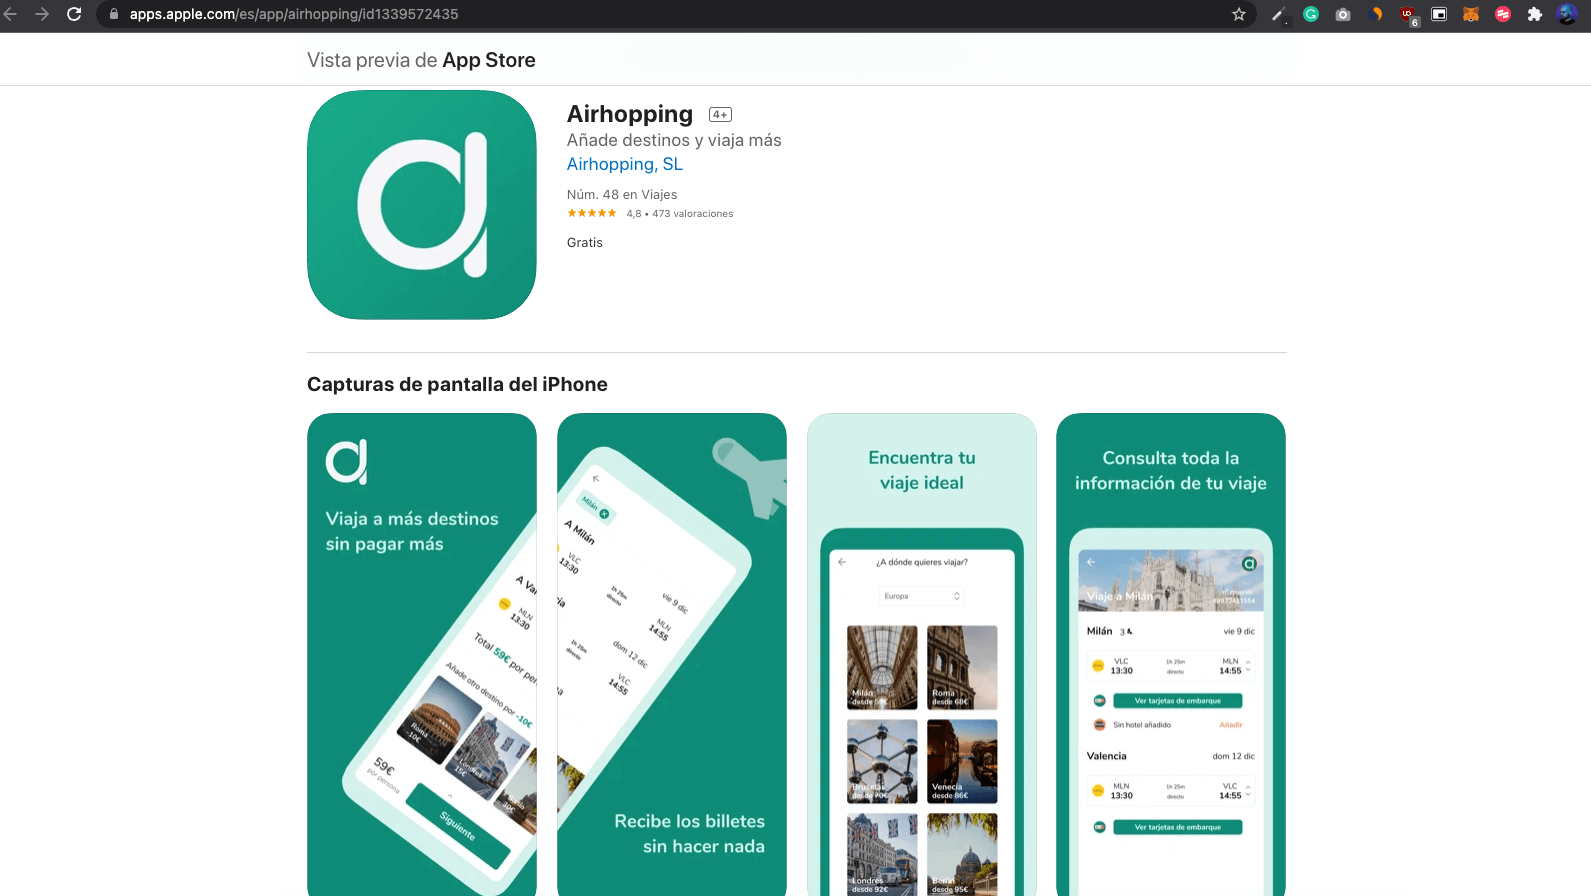 apps.apple.com/es/app/airhopping/id1339572435
6
Vista previa de App Store
Airhopping 4+
Añade destinos y viaja más
Airhopping, SL
Núm. 48 en Viajes
4,8 • 473 valoraciones
Gratis
Capturas de pantalla del iPhone
Viaja a más destinos
sin pagar más
A Va
MLN
13:30
Total 59€ por per
Añade otro destino por -10€
Roma
-10€
Londres
15€
Berlín
59€
por persona
Siguiente
Milán
A Milán
VLC
13:30
1h 25m
directo
vie 9 dic
MLN
14:55
1h 25m
directo
dom 12 dic
VLC
14:55
Recibe los billetes
sin hacer nada
Encuentra tu
viaje ideal
¿A dónde quieres viajar?
Europa
Milán
desde 59€
Roma
desde 68€
Bruselas
desde 70€
Venecia
desde 86€
Londres
desde 92€
Berlín
desde 95€
Consulta toda la
información de tu viaje
Viaje a Milán
Milán 3
vie 9 dic
VLC 1h 25m MLN
13:30 directo 14:55
Ver tarjetas de embarque
Sin hotel añadido Añadir
Valencia dom 12 dic
MLN 1h 25m VLC
13:30 directo 14:55
Ver tarjetas de embarque